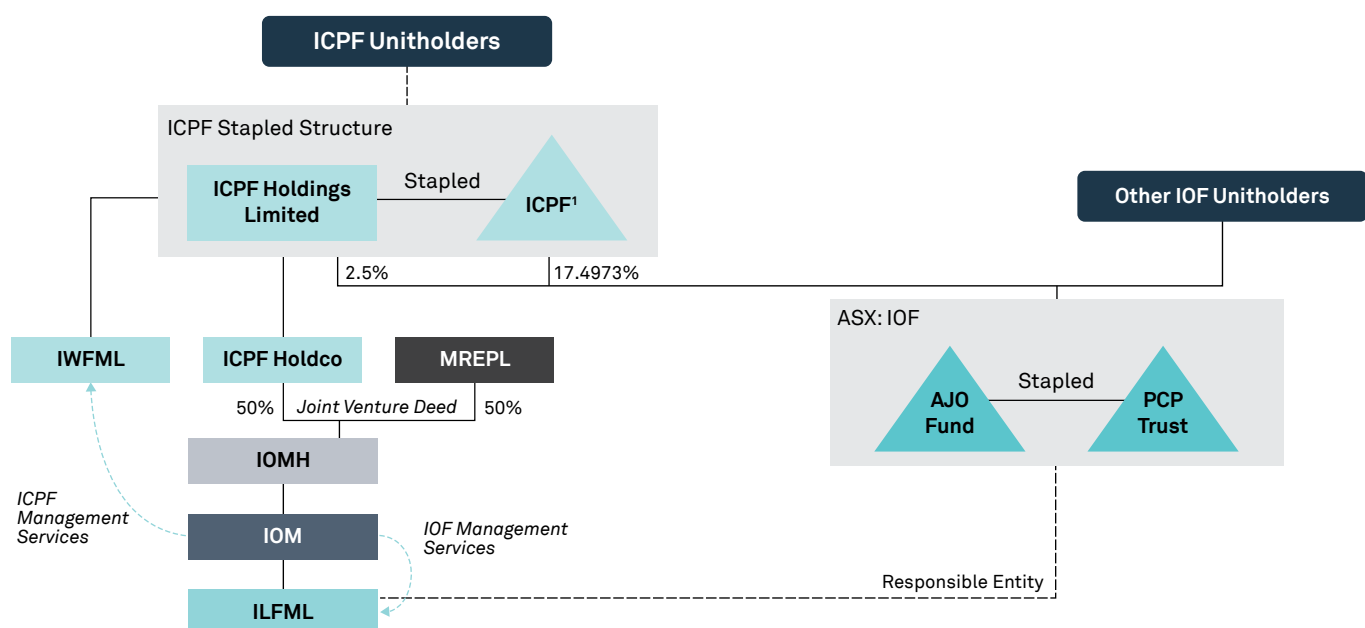 ICPF Unitholders
ICPF Stapled Structure
ICPF Holdings
Limited
Stapled
ICPF¹
Other IOF Unitholders
2.5%
17.4973%
ASX: IOF
IWFML
ICPF Holdco
MREPL
AJO
Fund
Stapled
PCP
Trust
50%
Joint Venture Deed
50%
IOMH
ICPF
Management
Services
IOM
IOF Management
Services
Responsible Entity
ILFML